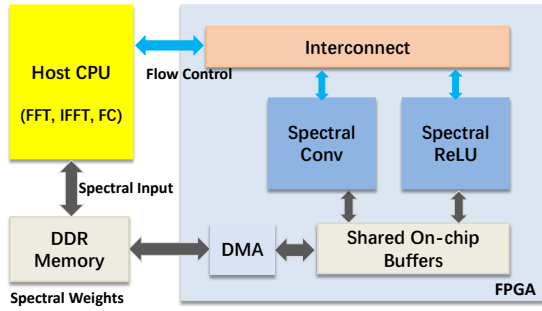 Host CPU
(FFT, IFFT, FC)
Flow Control
Interconnect
Spectral
Conv
Spectral
ReLU
Spectral Input
DDR
Memory
DMA
Shared On-chip
Buffers
Spectral Weights
FPGA